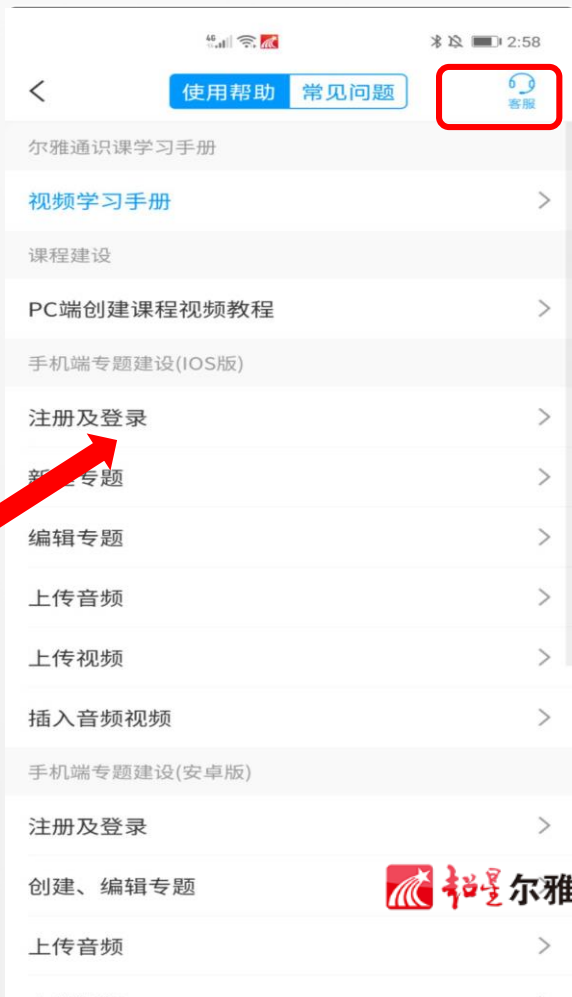 4G 2:58
使用帮助 常见问题 客服
尔雅通识课学习手册
视频学习手册
课程建设
PC端创建课程视频教程
手机端专题建设(IOS版)
注册及登录
专题
编辑专题
上传音频
上传视频
插入音频视频
手机端专题建设(安卓版)
注册及登录
创建、编辑专题
超星尔雅
上传音频